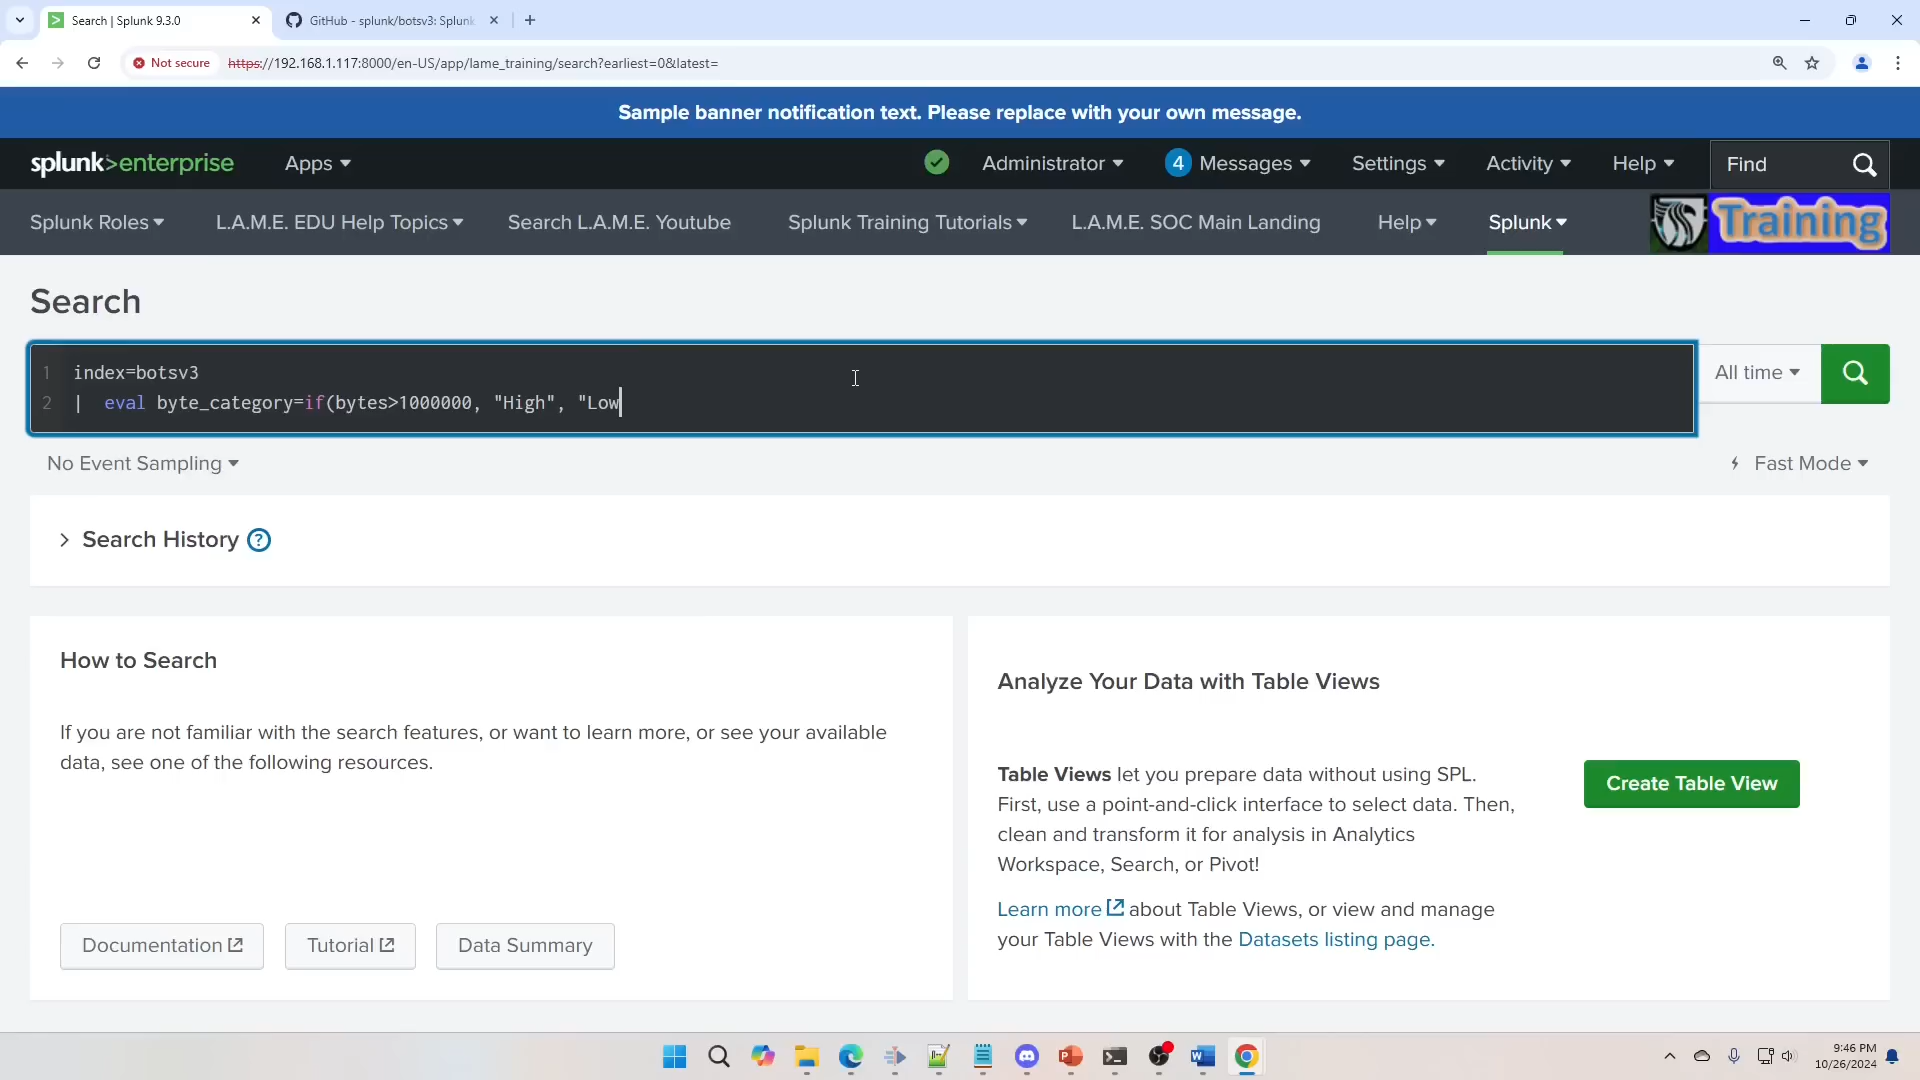 Search | Splunk 9.3.0
GitHub - splunk/botsv3: Splunk
Not secure
https://192.168.1.117:8000/en-US/app/lame_training/search?earliest=0&latest=
Sample banner notification text. Please replace with your own message.
splunk>enterprise
Apps
Administrator
4 Messages
Settings
Activity
Help
Find
Splunk Roles
L.A.M.E. EDU Help Topics
Search L.A.M.E. Youtube
Splunk Training Tutorials
L.A.M.E. SOC Main Landing
Help
Splunk
Training
Search
1 index=botsv3
2 | eval byte_category=if(bytes>1000000, "High", "Low
All time
No Event Sampling
Fast Mode
Search History ?
How to Search
If you are not familiar with the search features, or want to learn more, or see your available
data, see one of the following resources.
Documentation
Tutorial
Data Summary
Analyze Your Data with Table Views
Table Views let you prepare data without using SPL.
First, use a point-and-click interface to select data. Then,
clean and transform it for analysis in Analytics
Workspace, Search, or Pivot!
Learn more about Table Views, or view and manage
your Table Views with the Datasets listing page.
Create Table View
9:46 PM
10/26/2024